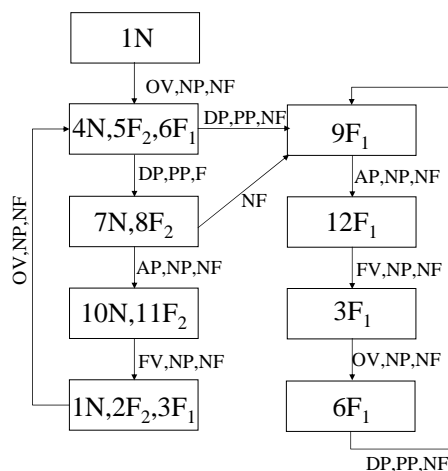 1N
OV,NP,NF
4N,5F₂,6F₁
DP,PP,NF
9F₁
DP,PP,F
AP,NP,NF
7N,8F₂
NF
12F₁
OV,NP,NF
AP,NP,NF
FV,NP,NF
10N,11F₂
3F₁
FV,NP,NF
OV,NP,NF
1N,2F₂,3F₁
6F₁
DP,PP,NF